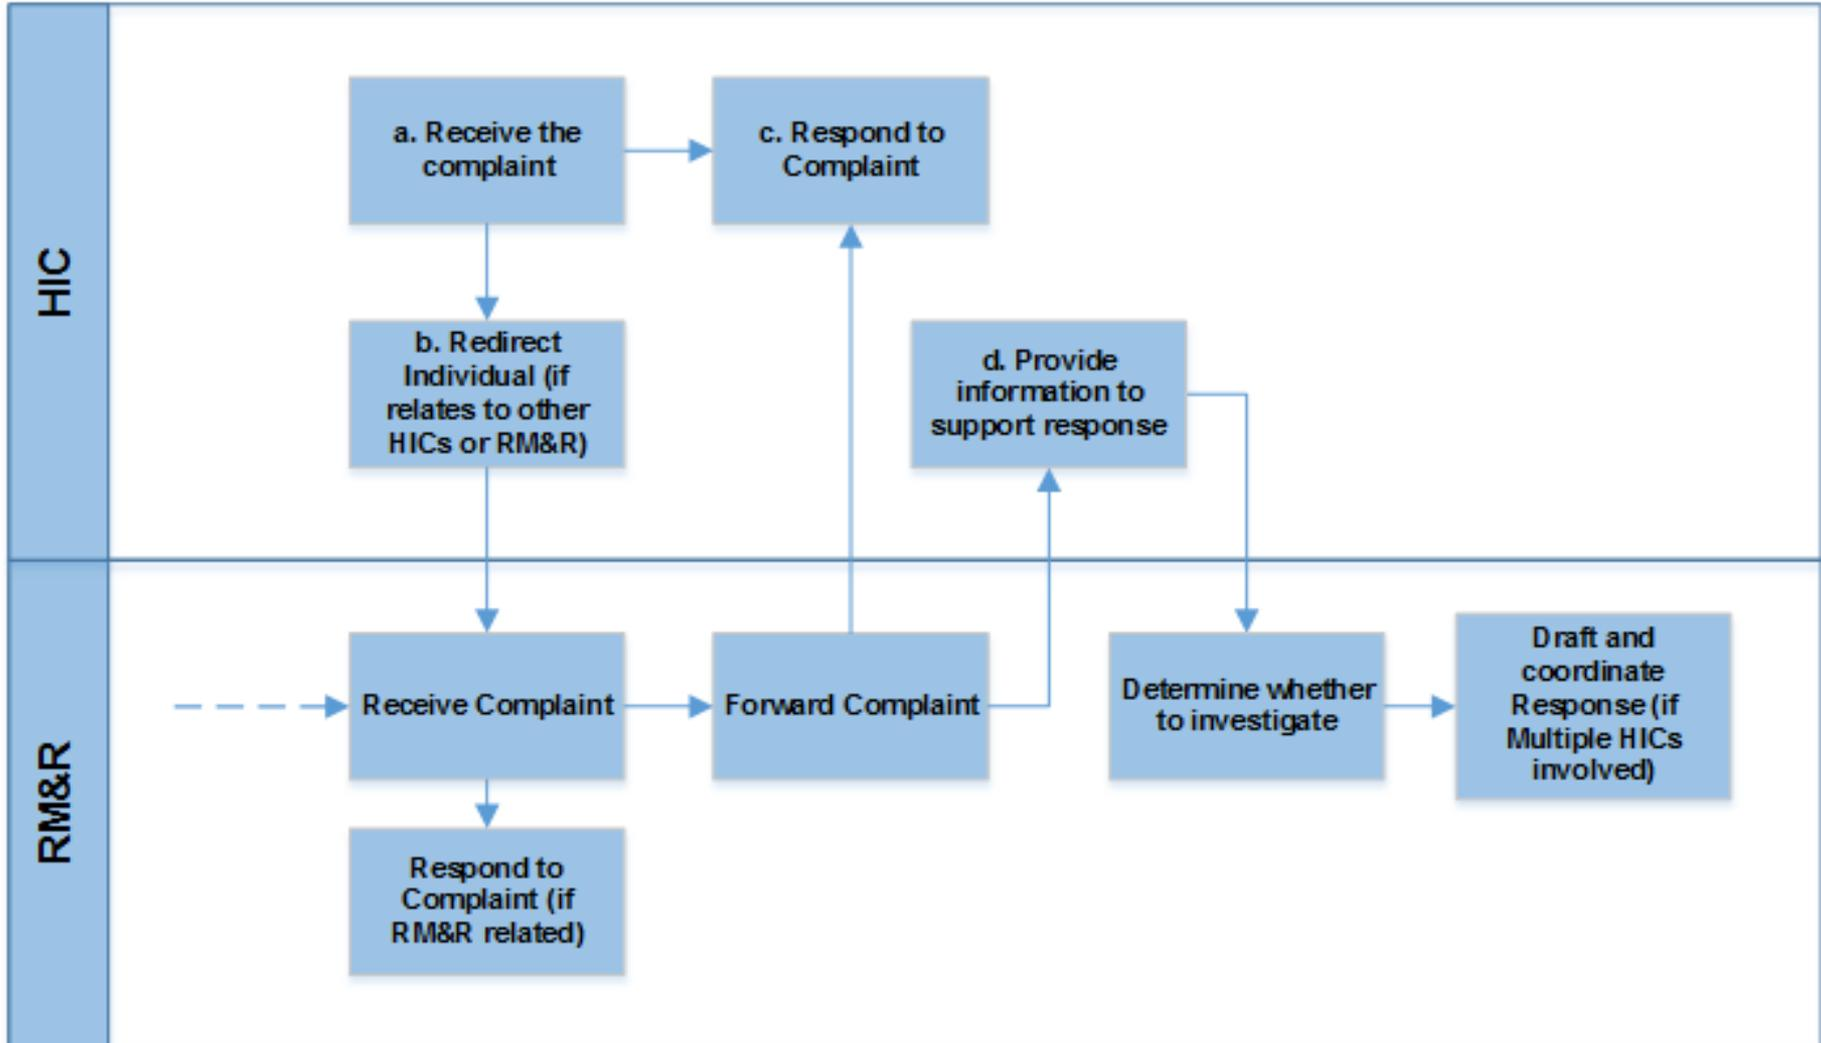 HIC
a. Receive the
complaint
c. Respond to
Complaint
b. Redirect
Individual (if
relates to other
HICs or RM&R)
d. Provide
information to
support response
RM&R
Receive Complaint
Forward Complaint
Determine whether
to investigate
Draft and
coordinate
Response (if
Multiple HICs
involved)
Respond to
Complaint (if
RM&R related)